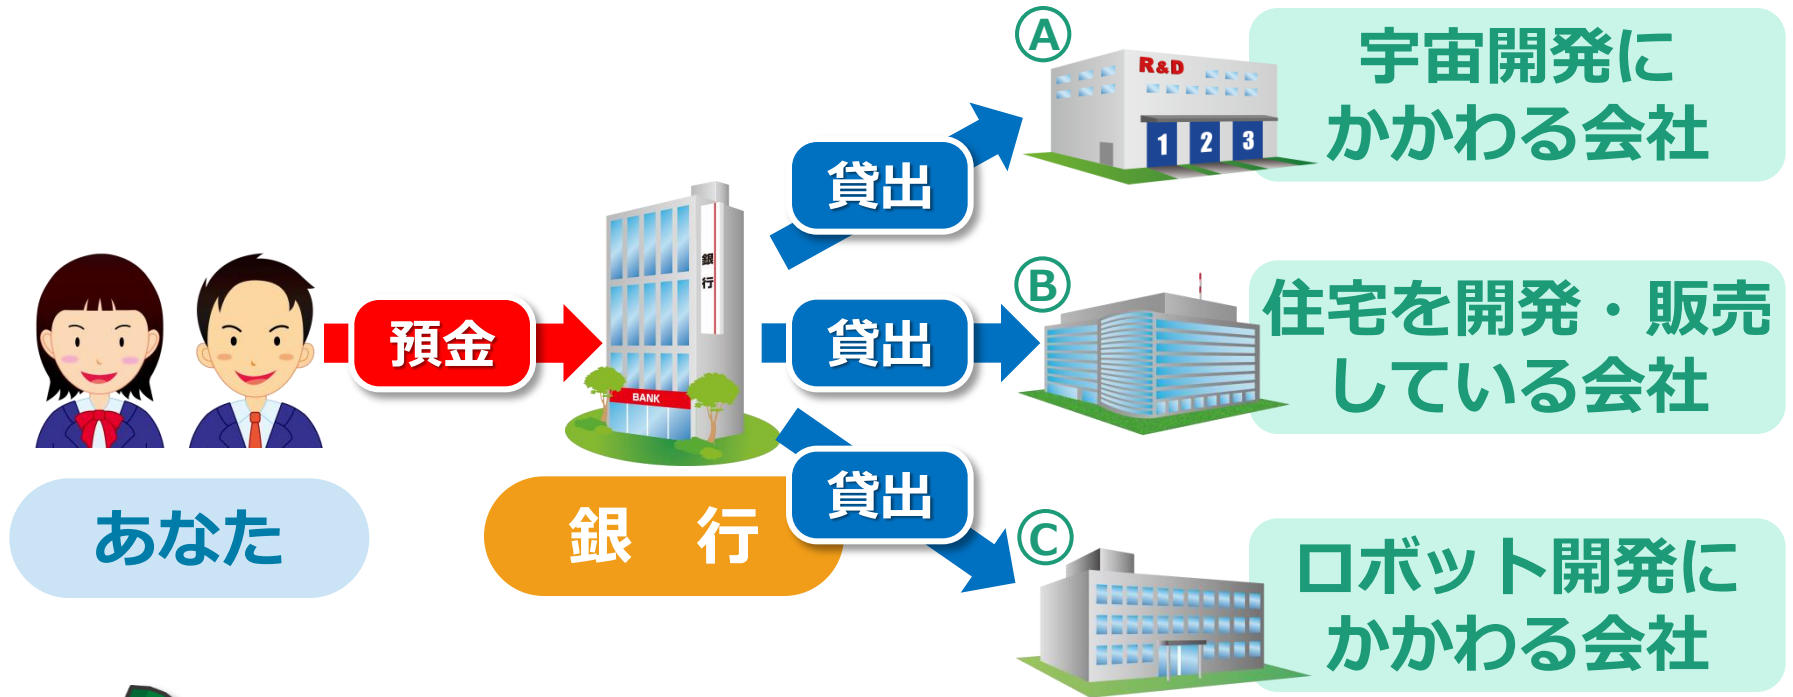 あなた
預金
銀行
BANK
銀 行
貸出
貸出
貸出
Ⓐ
R&D
1 2 3
宇宙開発に
かかわる会社
Ⓑ
住宅を開発・販売
している会社
Ⓒ
ロボット開発に
かかわる会社